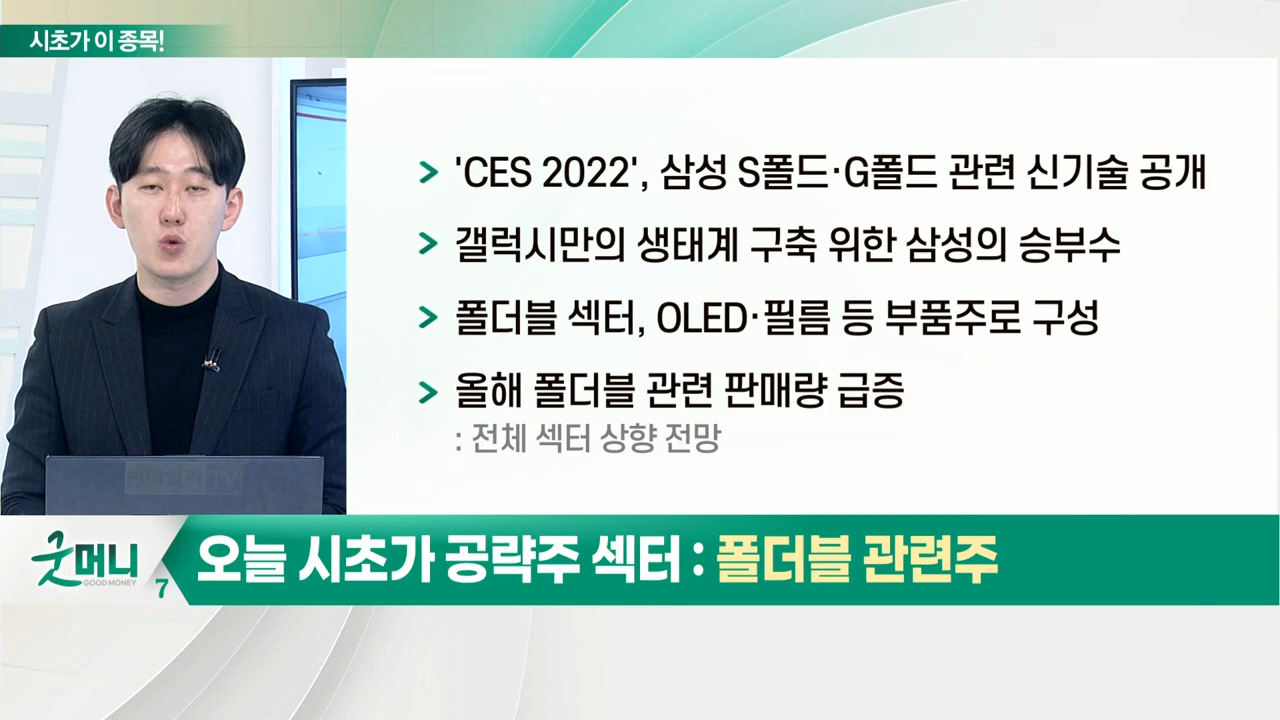 시초가 이 종목!
> 'CES 2022', 삼성 S폴드·G폴드 관련 신기술 공개
> 갤럭시만의 생태계 구축 위한 삼성의 승부수
> 폴더블 섹터, OLED·필름 등 부품주로 구성
> 올해 폴더블 관련 판매량 급증
: 전체 섹터 상향 전망
굿머니
GOOD MONEY
7
오늘 시초가 공략주 섹터 : 폴더블 관련주